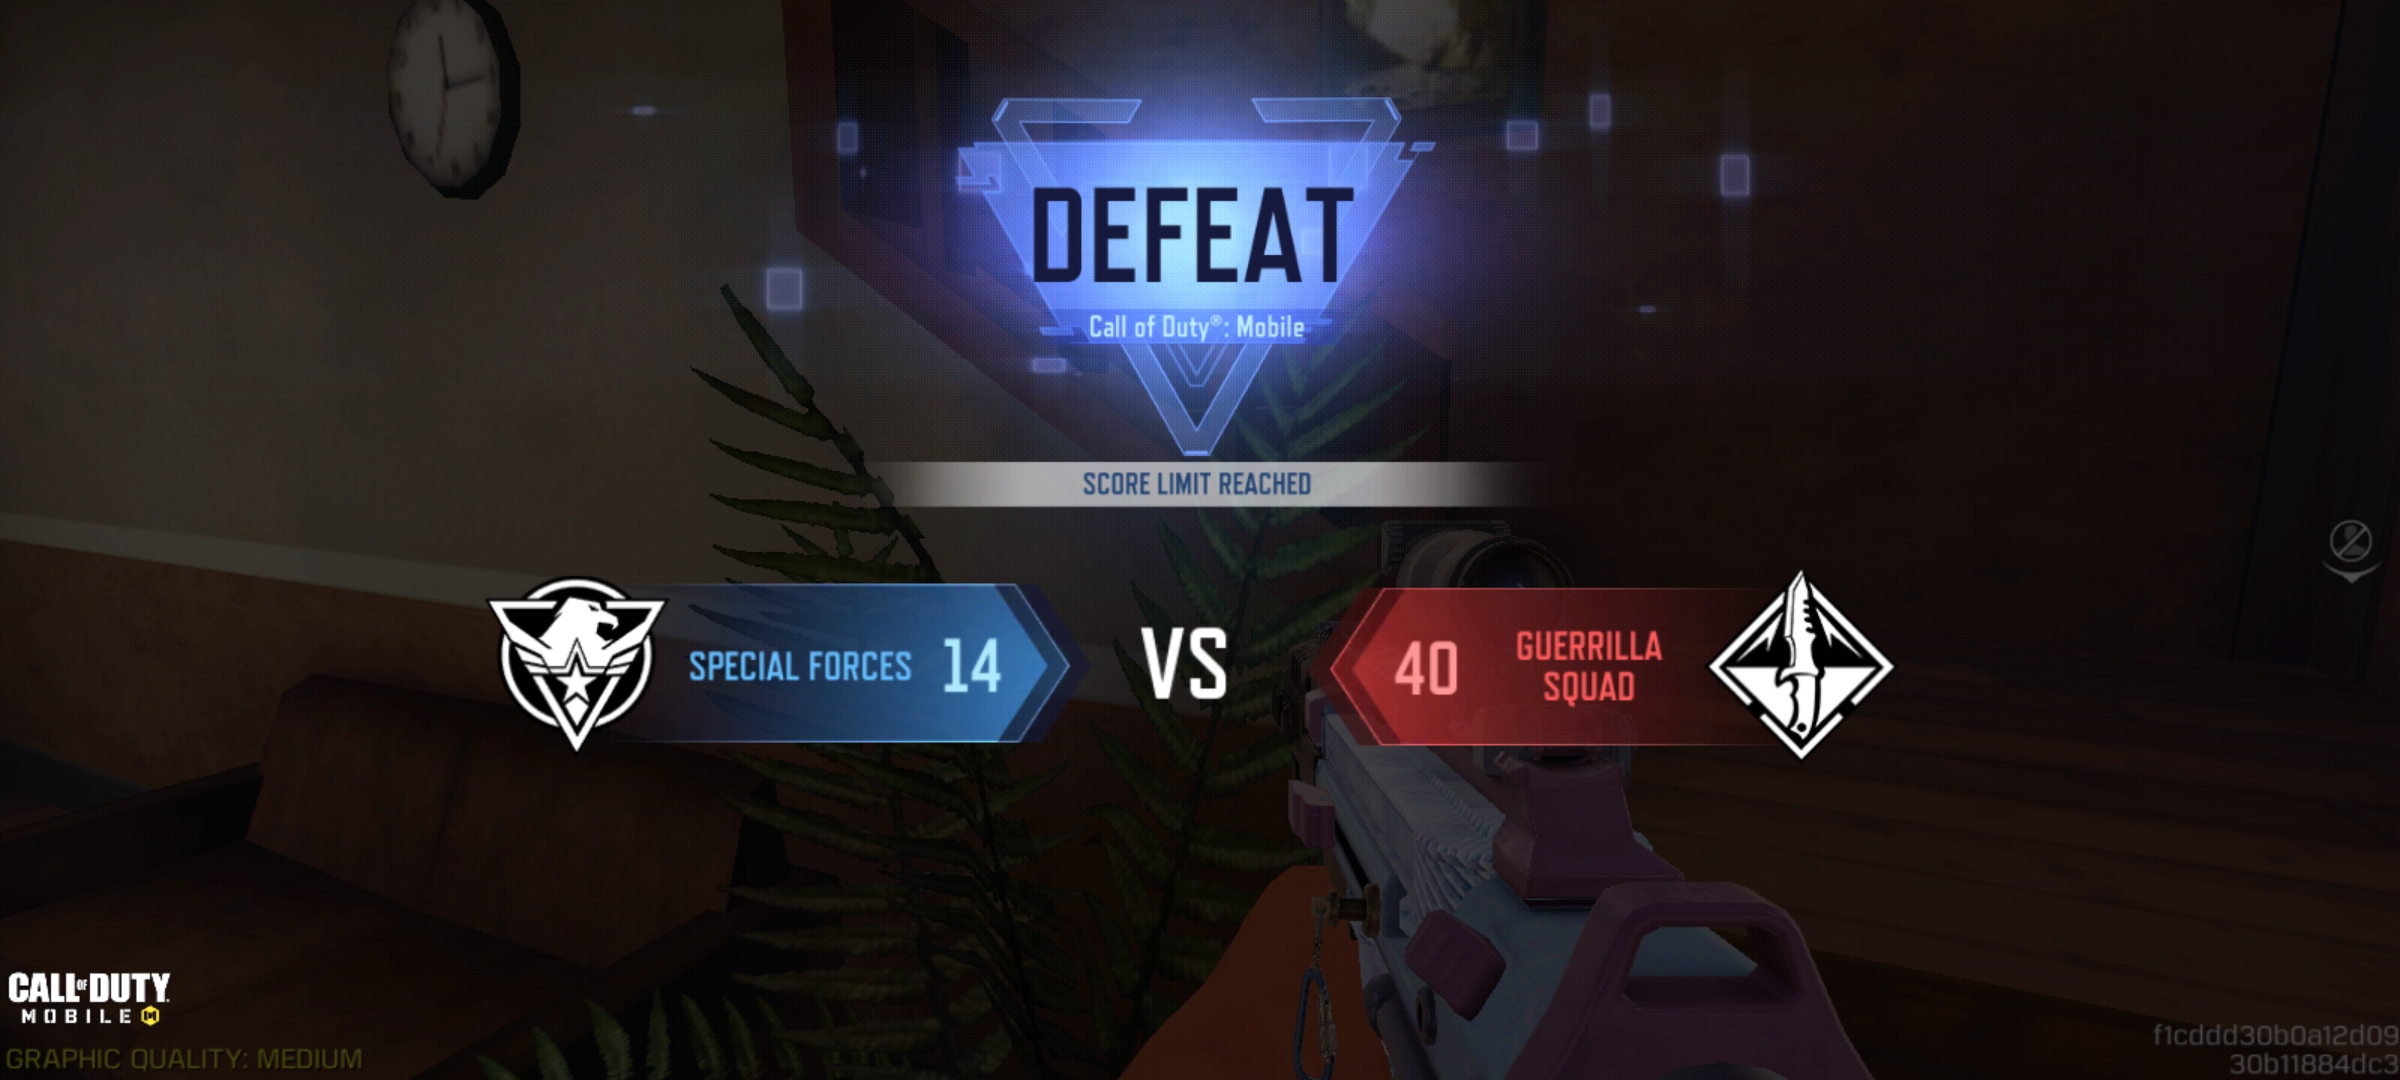 DEFEAT
Call of Duty®: Mobile
SCORE LIMIT REACHED
SPECIAL FORCES 14
VS
40 GUERRILLA
SQUAD
CALL OF DUTY
MOBILE
GRAPHIC QUALITY: MEDIUM
f1cddd30b0a12d09
30b11884dc3